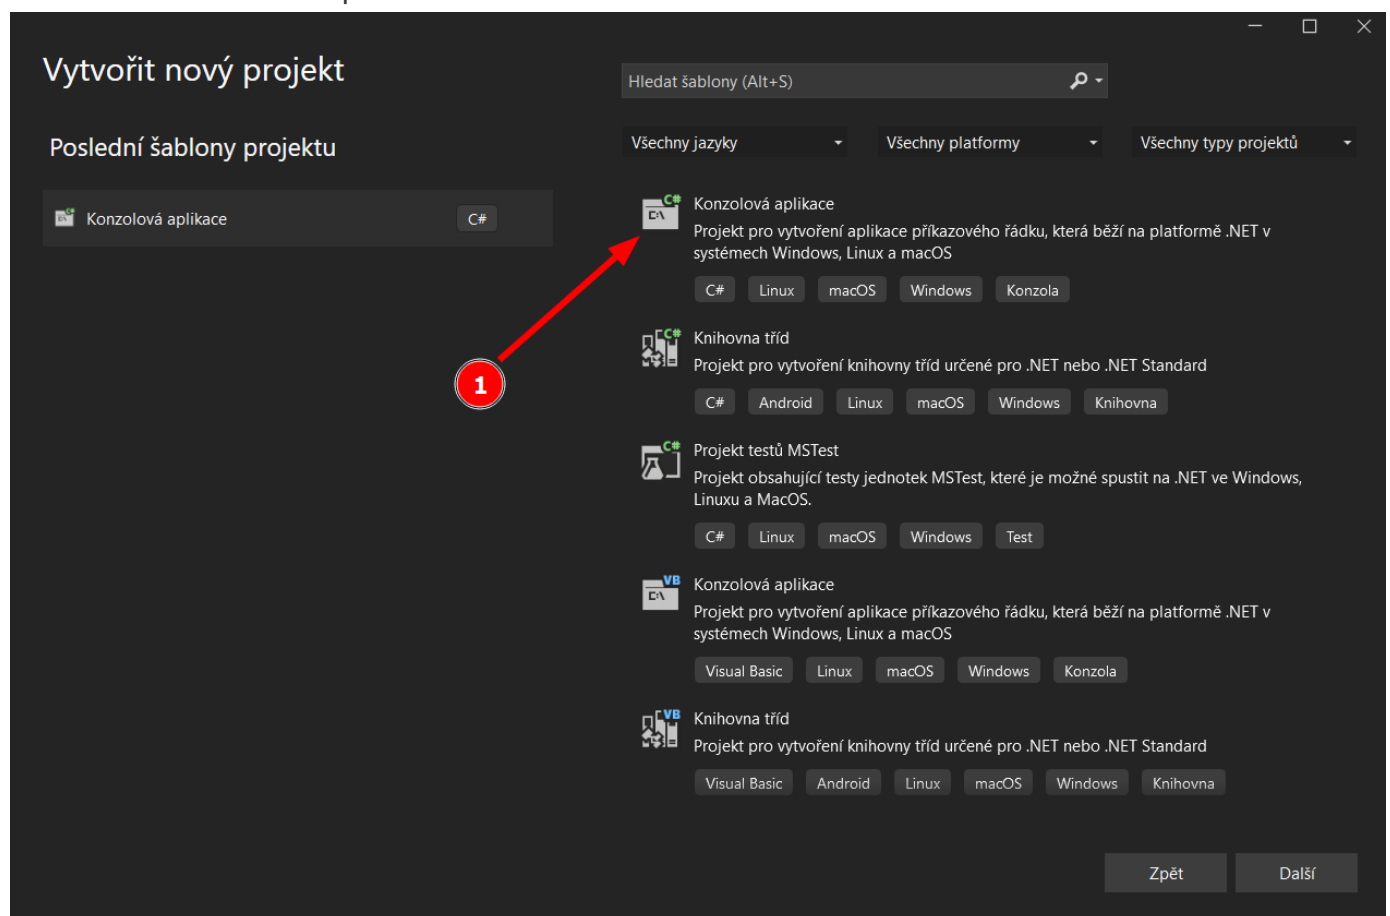 Vytvořit nový projekt
Hledat šablony (Alt+S)
Poslední šablony projektu
Všechny jazyky
Všechny platformy
Všechny typy projektů
Konzolová aplikace
C#
C#
C:\
Konzolová aplikace
Projekt pro vytvoření aplikace příkazového řádku, která běží na platformě .NET v
systémech Windows, Linux a macOS
C# Linux macOS Windows Konzola
1
C#
Knihovna tříd
Projekt pro vytvoření knihovny tříd určené pro .NET nebo .NET Standard
C# Android Linux macOS Windows Knihovna
C#
Projekt testů MSTest
Projekt obsahující testy jednotek MSTest, které je možné spustit na .NET ve Windows,
Linuxu a MacOS.
C# Linux macOS Windows Test
VB
C:\
Konzolová aplikace
Projekt pro vytvoření aplikace příkazového řádku, která běží na platformě .NET v
systémech Windows, Linux a macOS
Visual Basic Linux macOS Windows Konzola
VB
Knihovna tříd
Projekt pro vytvoření knihovny tříd určené pro .NET nebo .NET Standard
Visual Basic Android Linux macOS Windows Knihovna
Zpět
Další